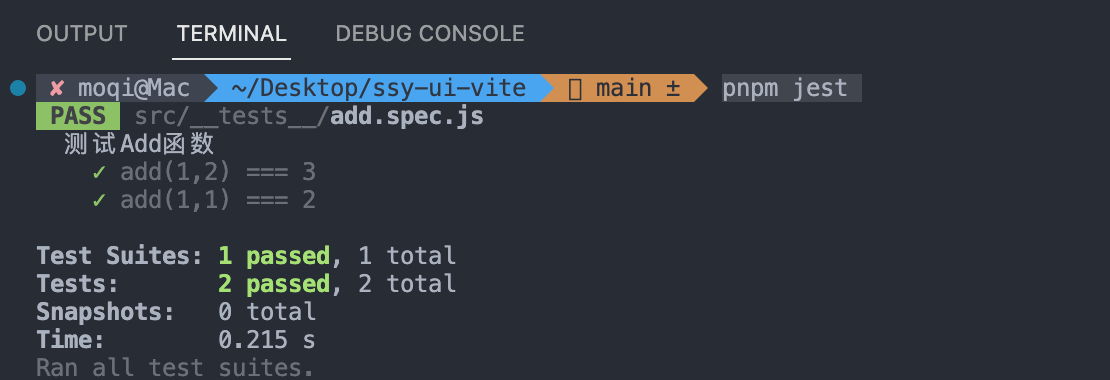 OUTPUT TERMINAL DEBUG CONSOLE
✘ moqi@Mac ~/Desktop/ssy-ui-vite main ± pnpm jest
PASS src/__tests__/add.spec.js
测试Add函数
✓ add(1,2) === 3
✓ add(1,1) === 2
Test Suites: 1 passed, 1 total
Tests: 2 passed, 2 total
Snapshots: 0 total
Time: 0.215 s
Ran all test suites.